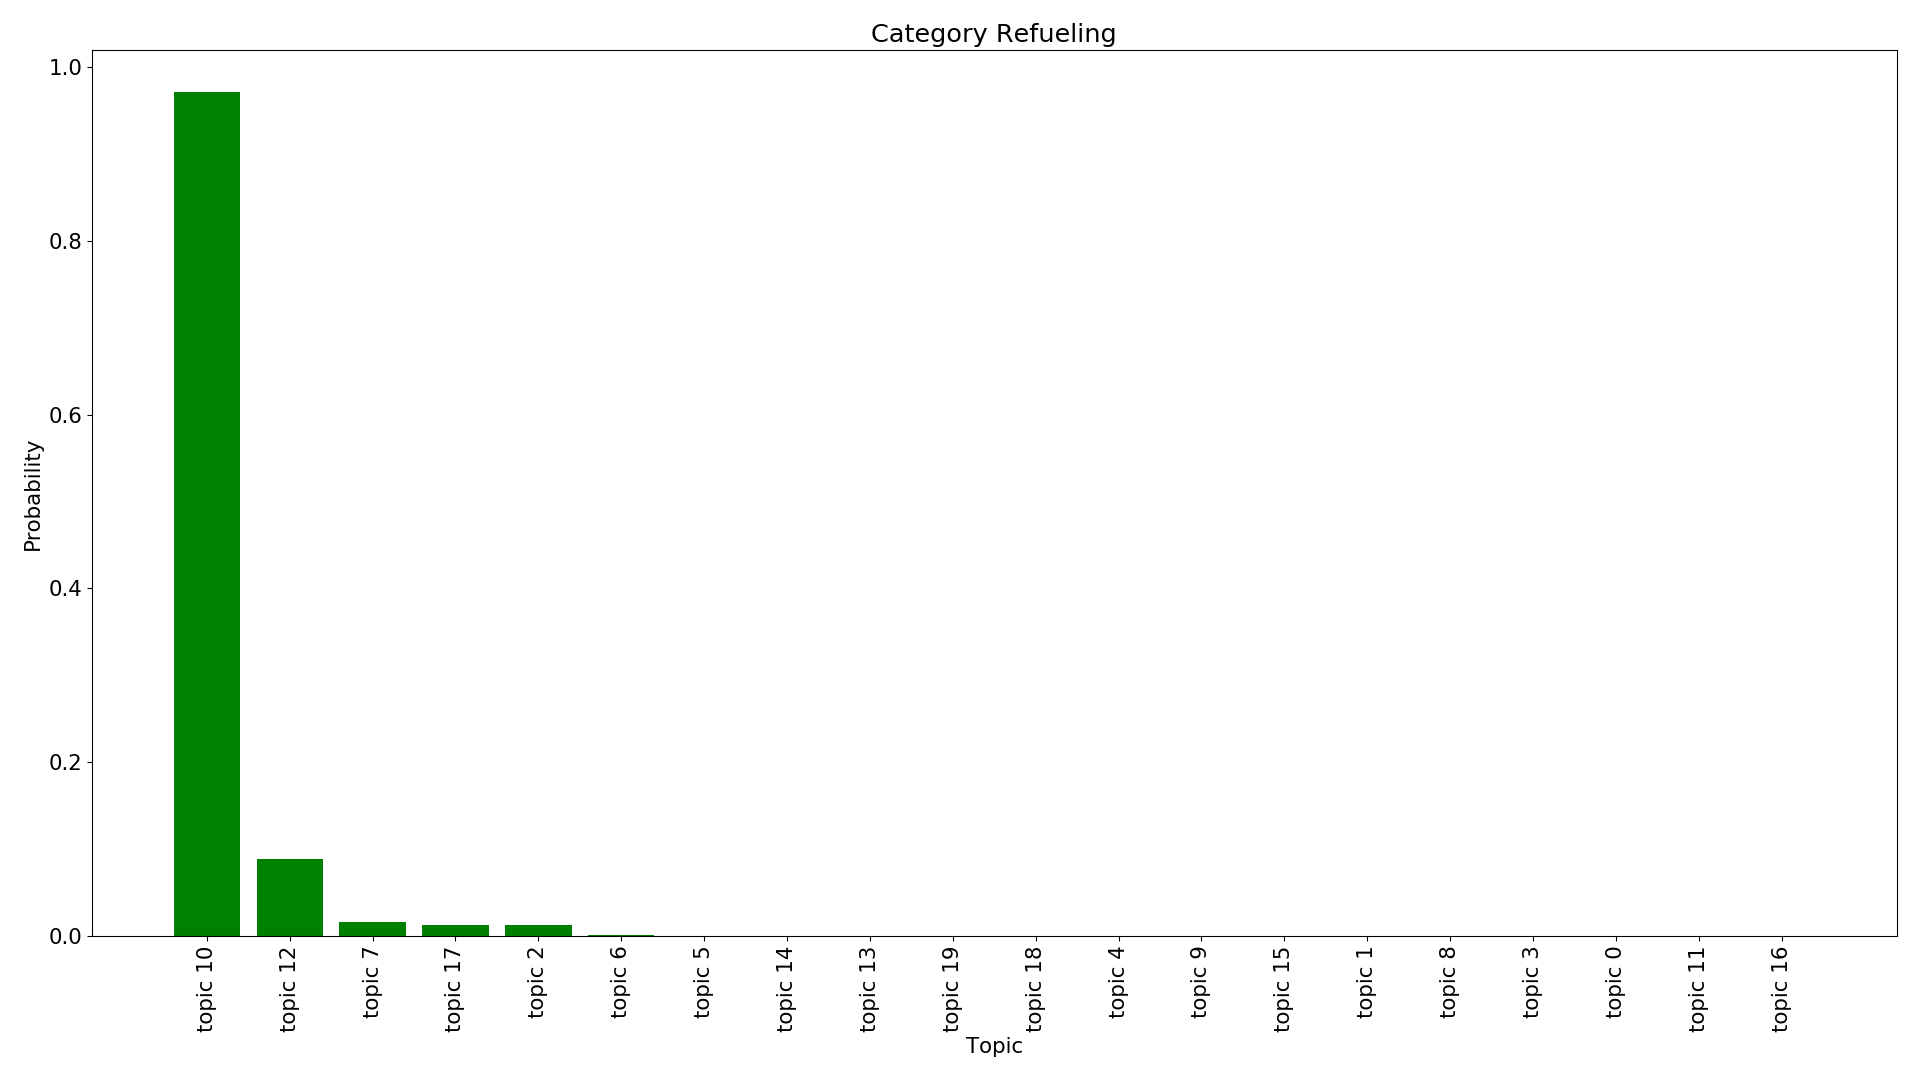 Category Refueling
1.0
0.8
0.6
0.4
0.2
0.0
Probability
topic 10
topic 12
topic 7
topic 17
topic 2
topic 6
topic 5
topic 14
topic 13
topic 19
topic 18
topic 4
topic 9
topic 15
topic 1
topic 8
topic 3
topic 0
topic 11
topic 16
Topic